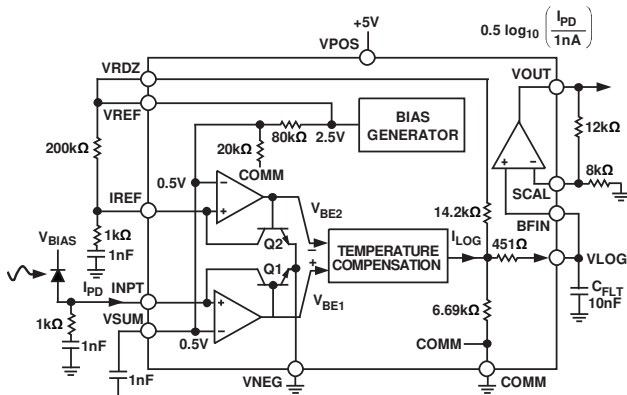 +5V
0.5 log10 (IPD / 1nA)
VPOS
VRDZ
VOUT
VREF
BIAS
GENERATOR
80kΩ
2.5V
20kΩ
COMM
200kΩ
0.5V
12kΩ
8kΩ
SCAL
BFIN
IREF
VBE2
14.2kΩ
1kΩ
1nF
Q2
VBIAS
TEMPERATURE
COMPENSATION
ILOG
451Ω
VLOG
Q1
IPD
INPT
VBE1
CFLT
10nF
1kΩ
VSUM
6.69kΩ
0.5V
1nF
COMM
1nF
VNEG
COMM
+
−
+
−
+
−
−
+